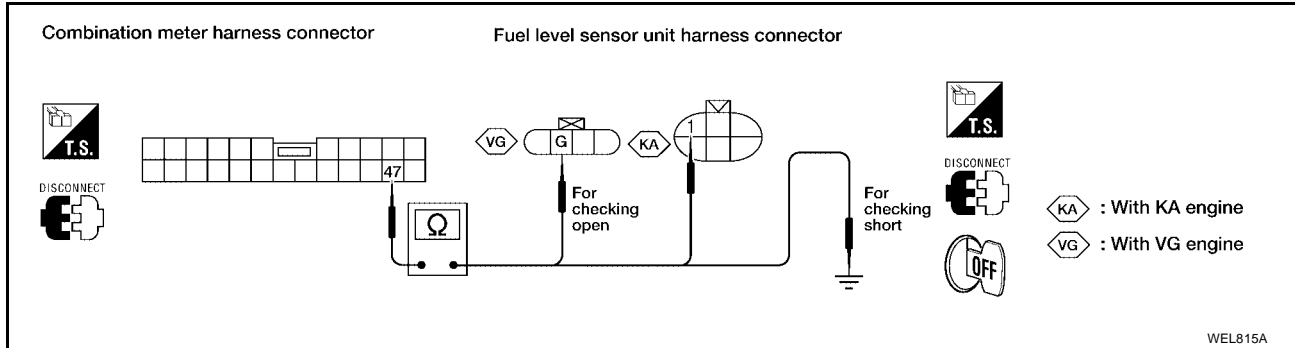 Combination meter harness connector
Fuel level sensor unit harness connector
T.S.
DISCONNECT
47
Ω
VG
G
KA
1
For
checking
open
For
checking
short
T.S.
DISCONNECT
OFF
KA : With KA engine
VG : With VG engine
WEL815A